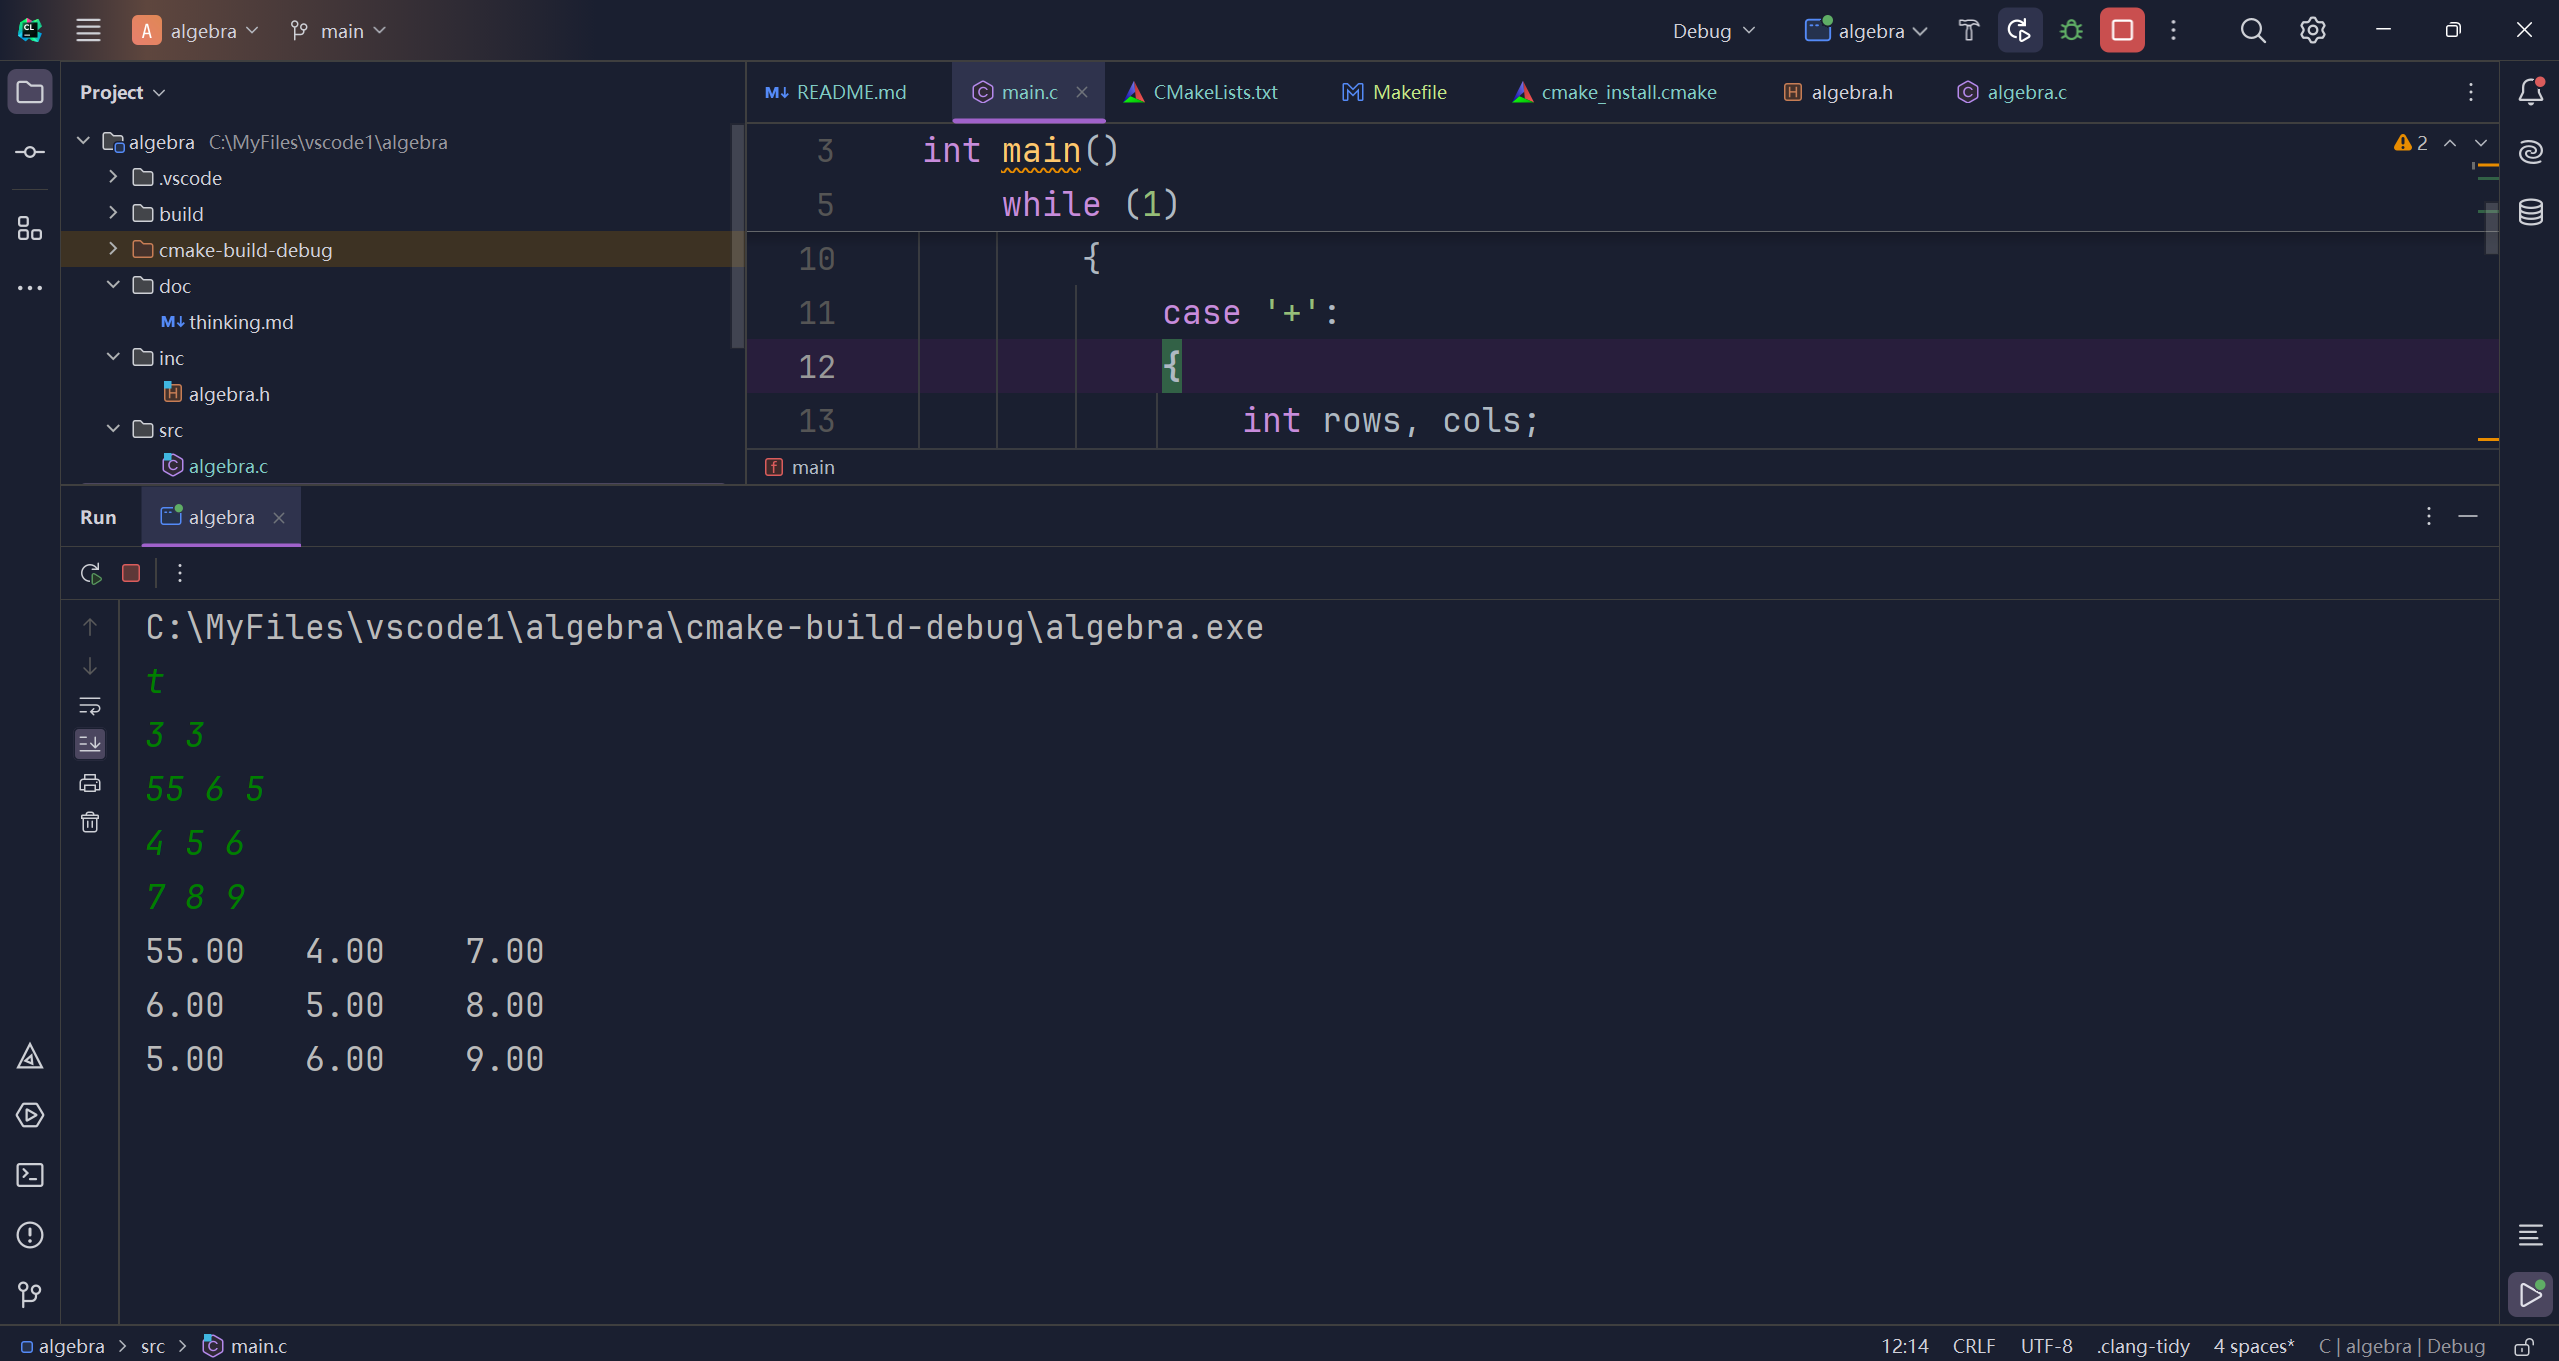 A algebra main Debug algebra
Project
README.md main.c CMakeLists.txt Makefile cmake_install.cmake algebra.h algebra.c
algebra C:\MyFiles\vscode1\algebra
.vscode
build
cmake-build-debug
doc
thinking.md
inc
algebra.h
src
algebra.c
3 int main()
5 while (1)
10 {
11 case '+':
12 {
13 int rows, cols;
2
main
Run algebra
C:\MyFiles\vscode1\algebra\cmake-build-debug\algebra.exe
t
3 3
55 6 5
4 5 6
7 8 9
55.00 4.00 7.00
6.00 5.00 8.00
5.00 6.00 9.00
algebra src main.c 12:14 CRLF UTF-8 .clang-tidy 4 spaces* C | algebra | Debug